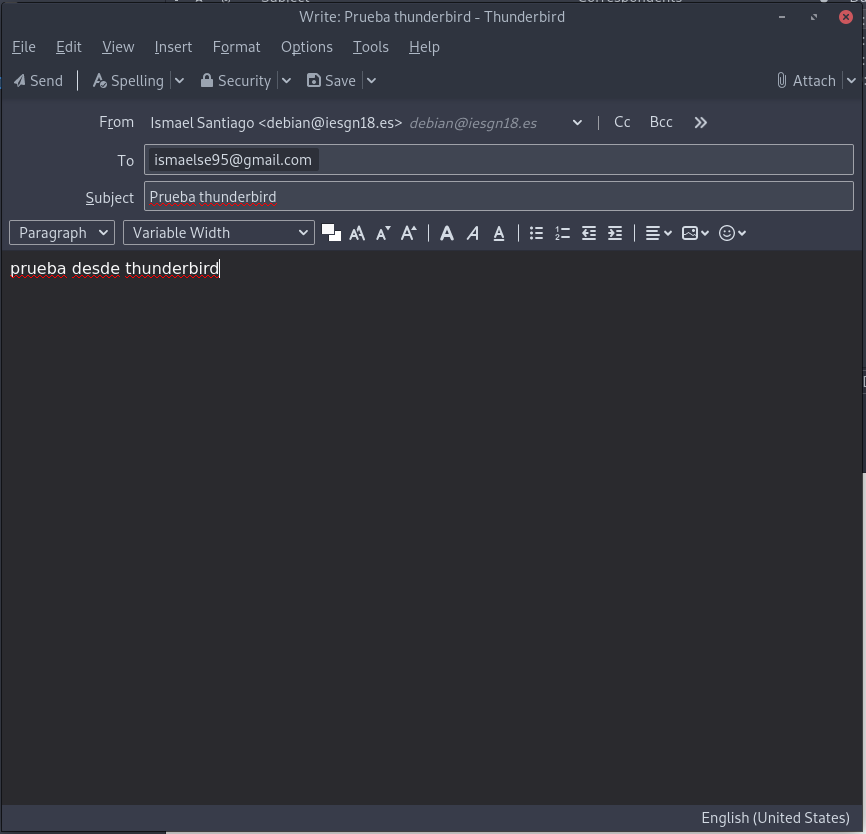 Write: Prueba thunderbird - Thunderbird
File Edit View Insert Format Options Tools Help
Send Spelling Security Save Attach
From Ismael Santiago <debian@iesgn18.es> debian@iesgn18.es Cc Bcc
To ismaelse95@gmail.com
Subject Prueba thunderbird
Paragraph Variable Width
prueba desde thunderbird
English (United States)